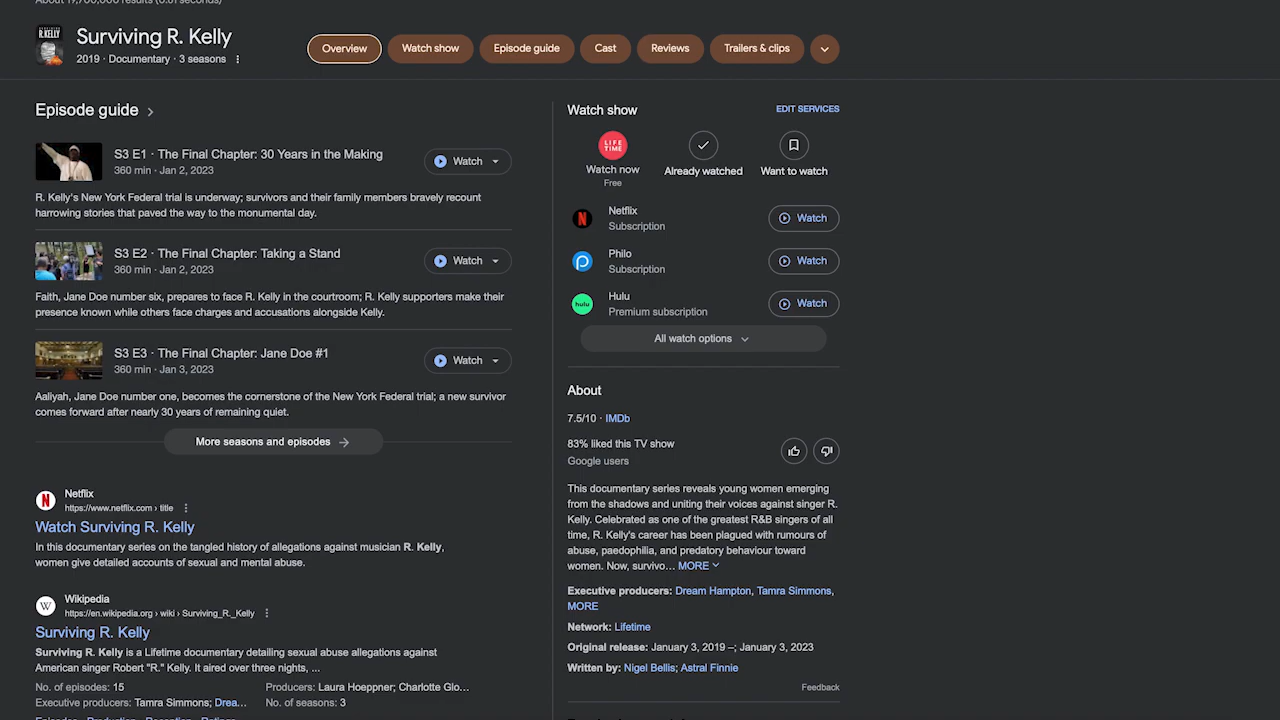 About 19,700,000 results (0.61 seconds)
Surviving R. Kelly
2019 · Documentary · 3 seasons
Overview
Watch show
Episode guide
Cast
Reviews
Trailers & clips
Episode guide
S3 E1 · The Final Chapter: 30 Years in the Making
360 min · Jan 2, 2023
Watch
R. Kelly's New York Federal trial is underway; survivors and their family members bravely recount
harrowing stories that paved the way to the monumental day.
S3 E2 · The Final Chapter: Taking a Stand
360 min · Jan 2, 2023
Watch
Faith, Jane Doe number six, prepares to face R. Kelly in the courtroom; R. Kelly supporters make their
presence known while others face charges and accusations alongside Kelly.
S3 E3 · The Final Chapter: Jane Doe #1
360 min · Jan 3, 2023
Watch
Aaliyah, Jane Doe number one, becomes the cornerstone of the New York Federal trial; a new survivor
comes forward after nearly 30 years of remaining quiet.
More seasons and episodes
Netflix
https://www.netflix.com › title
Watch Surviving R. Kelly
In this documentary series on the tangled history of allegations against musician R. Kelly,
women give detailed accounts of sexual and mental abuse.
Wikipedia
https://en.wikipedia.org › wiki › Surviving_R._Kelly
Surviving R. Kelly
Surviving R. Kelly is a Lifetime documentary detailing sexual abuse allegations against
American singer Robert "R." Kelly. It aired over three nights, ...
No. of episodes: 15
Producers: Laura Hoeppner; Charlotte Glo...
Executive producers: Tamra Simmons; Drea...
No. of seasons: 3
Episodes · Production · Reception · Ratings
Watch show
EDIT SERVICES
LIFE
TIME
Watch now
Free
Already watched
Want to watch
Netflix
Subscription
Watch
Philo
Subscription
Watch
hulu
Hulu
Premium subscription
Watch
All watch options
About
7.5/10 · IMDb
83% liked this TV show
Google users
This documentary series reveals young women emerging
from the shadows and uniting their voices against singer R.
Kelly. Celebrated as one of the greatest R&B singers of all
time, R. Kelly's career has been plagued with rumours of
abuse, paedophilia, and predatory behaviour toward
women. Now, survivo... MORE
Executive producers: Dream Hampton, Tamra Simmons,
MORE
Network: Lifetime
Original release: January 3, 2019 –; January 3, 2023
Written by: Nigel Bellis; Astral Finnie
Feedback